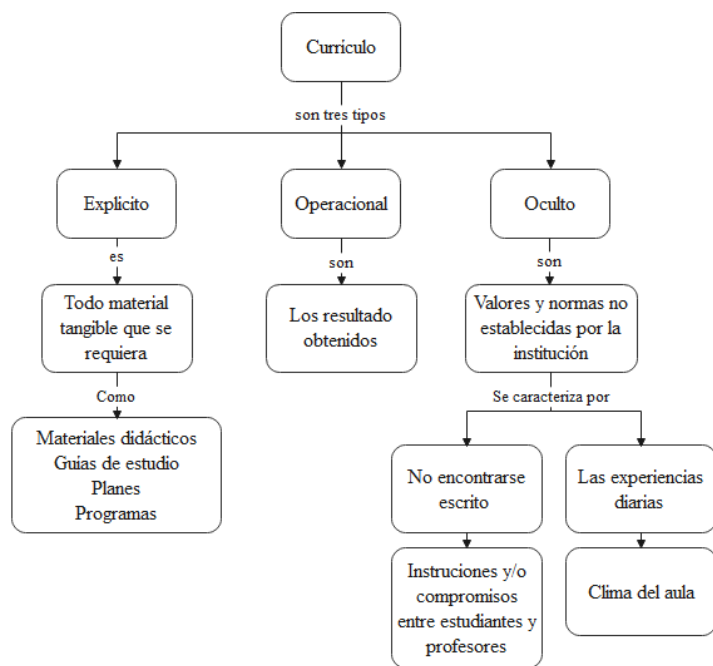 Currículo
son tres tipos
Explícito
Operacional
Oculto
es
son
son
Todo material
tangible que se
requiera
Los resultado
obtenidos
Valores y normas no
establecidas por la
institución
Como
Se caracteriza por
Materiales didácticos
Guías de estudio
Planes
Programas
No encontrarse
escrito
Las experiencias
diarias
Instruciones y/o
compromisos
entre estudiantes y
profesores
Clima del aula